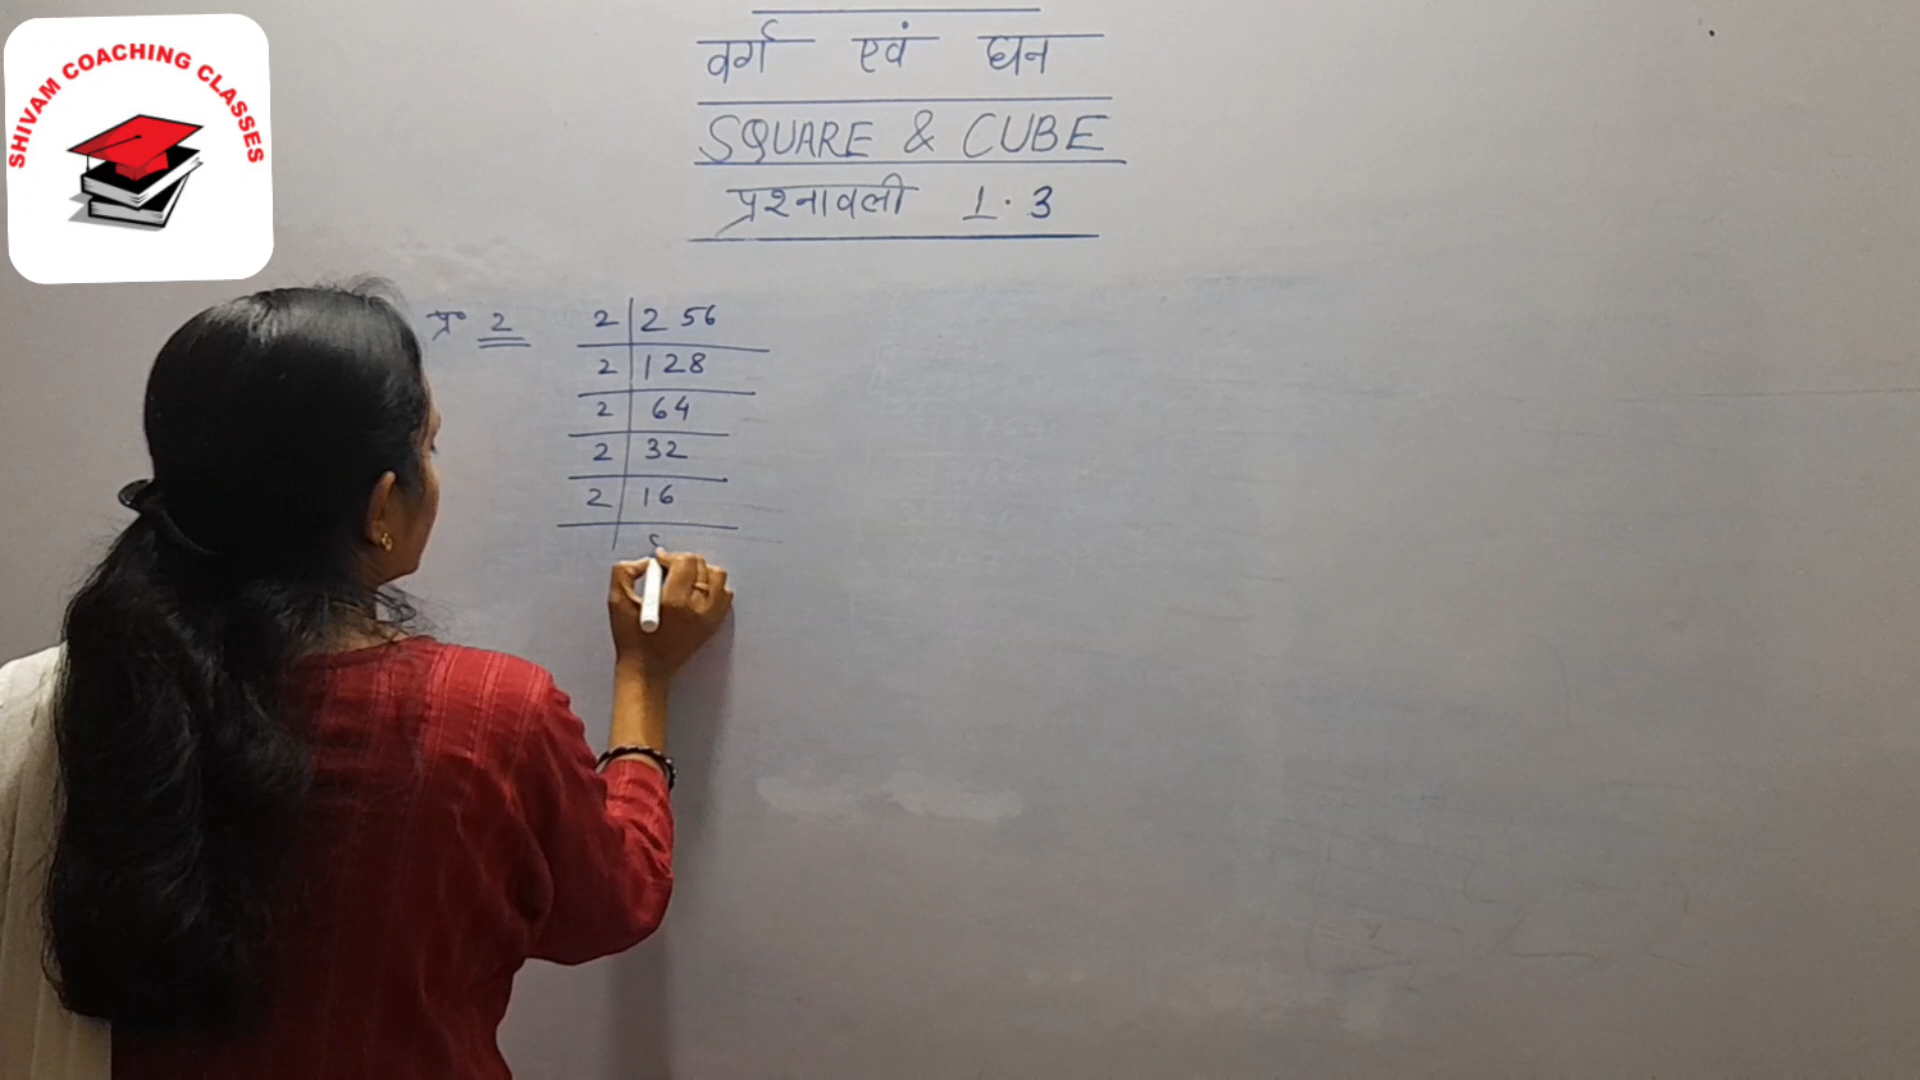 SHIVAM COACHING CLASSES
वर्ग एवं घन
SQUARE & CUBE
प्रश्नावली 1.3
प्र० 2
2 | 256
2 | 128
2 | 64
2 | 32
2 | 16